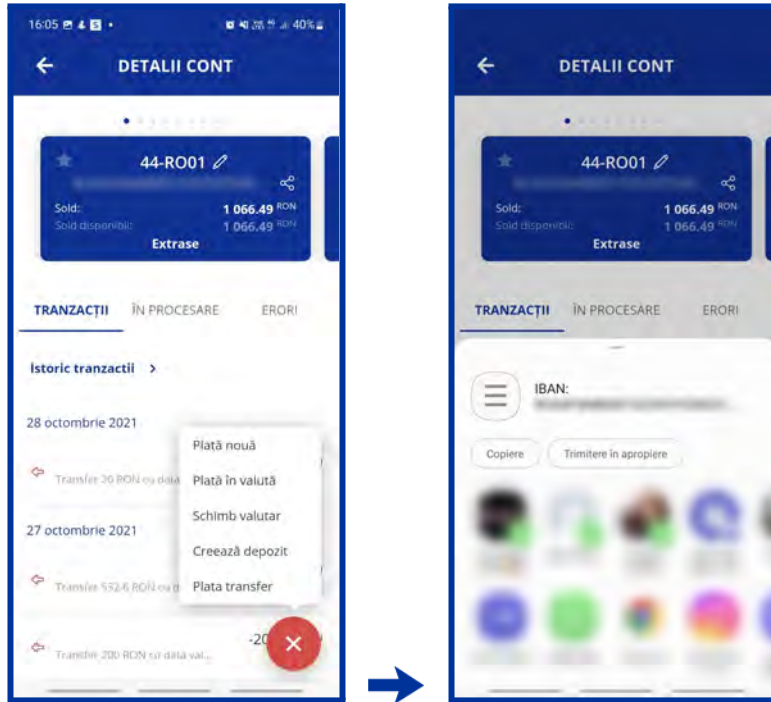 16:05
40%
DETALII CONT
44-RO01
Sold: 1 066.49 RON
Sold disponibil: 1 066.49 RON
Extrase
TRANZACȚII ÎN PROCESARE ERORI
Istoric tranzactii >
28 octombrie 2021
Transfer 20 RON cu data
27 octombrie 2021
Transfer 552.6 RON cu d
-20
Transfer 200 RON cu data val...
Plată nouă
Plată în valută
Schimb valutar
Creează depozit
Plata transfer
DETALII CONT
44-RO01
Sold: 1 066.49 RON
Sold disponibil: 1 066.49 RON
Extrase
TRANZACȚII ÎN PROCESARE ERORI
IBAN:
Copiere Trimitere în apropiere